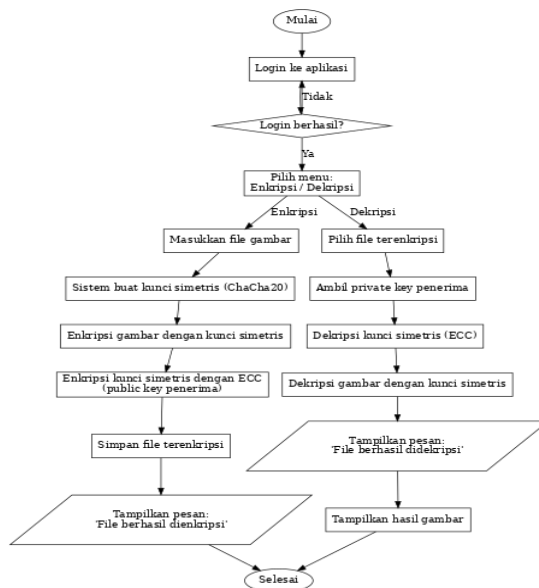 Mulai
Login ke aplikasi
Tidak
Login berhasil?
Ya
Pilih menu:
Enkripsi / Dekripsi
Enkripsi
Dekripsi
Masukkan file gambar
Pilih file terenkripsi
Sistem buat kunci simetris (ChaCha20)
Ambil private key penerima
Enkripsi gambar dengan kunci simetris
Dekripsi kunci simetris (ECC)
Enkripsi kunci simetris dengan ECC
(public key penerima)
Dekripsi gambar dengan kunci simetris
Simpan file terenkripsi
Tampilkan pesan:
'File berhasil didekripsi'
Tampilkan pesan:
'File berhasil dienkripsi'
Tampilkan hasil gambar
Selesai